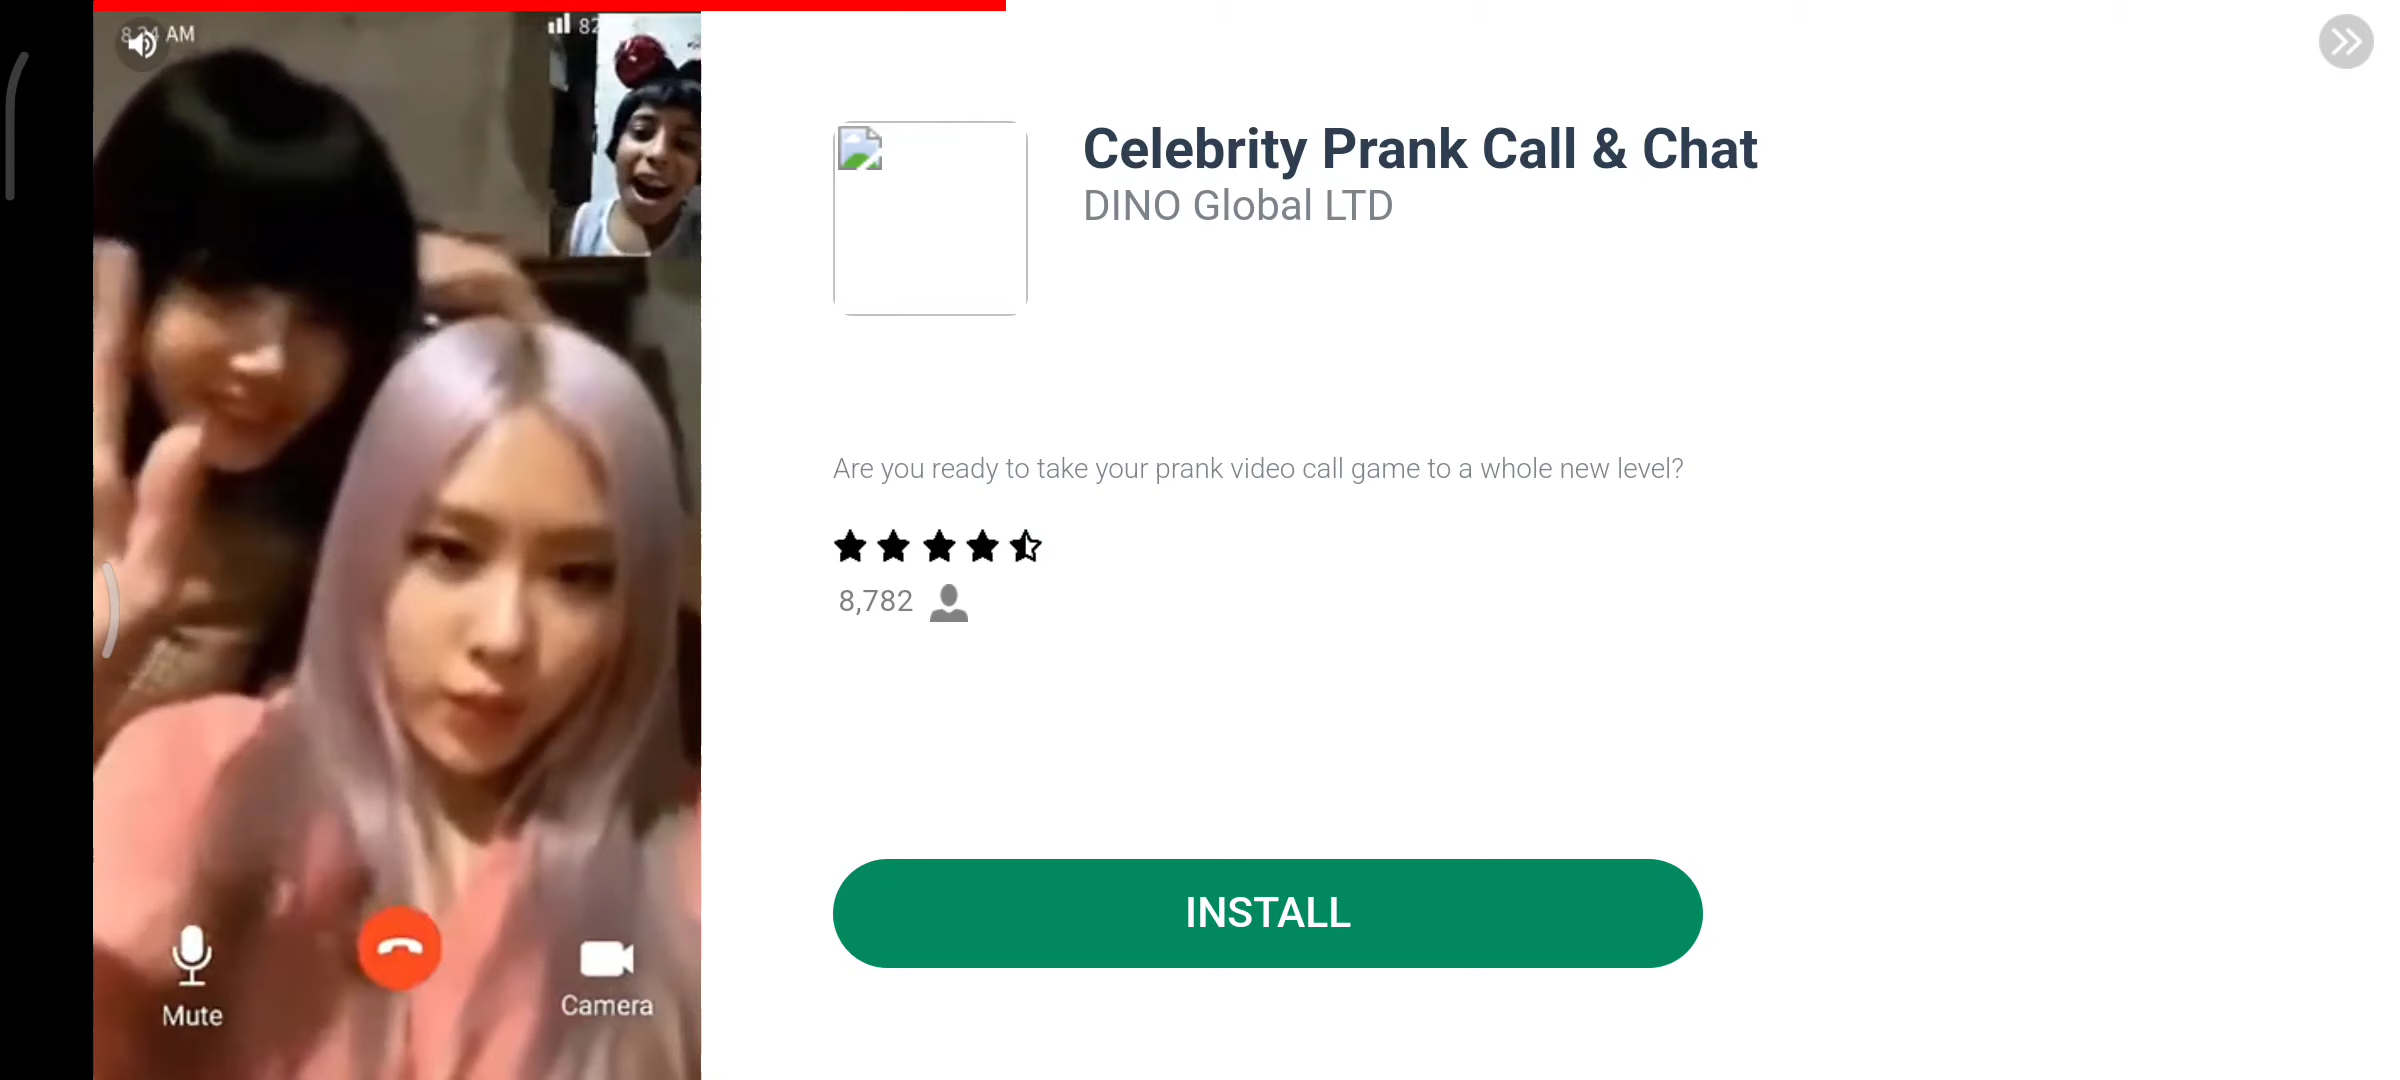 AM
82
Mute
Camera
Celebrity Prank Call & Chat
DINO Global LTD
Are you ready to take your prank video call game to a whole new level?
8,782
INSTALL